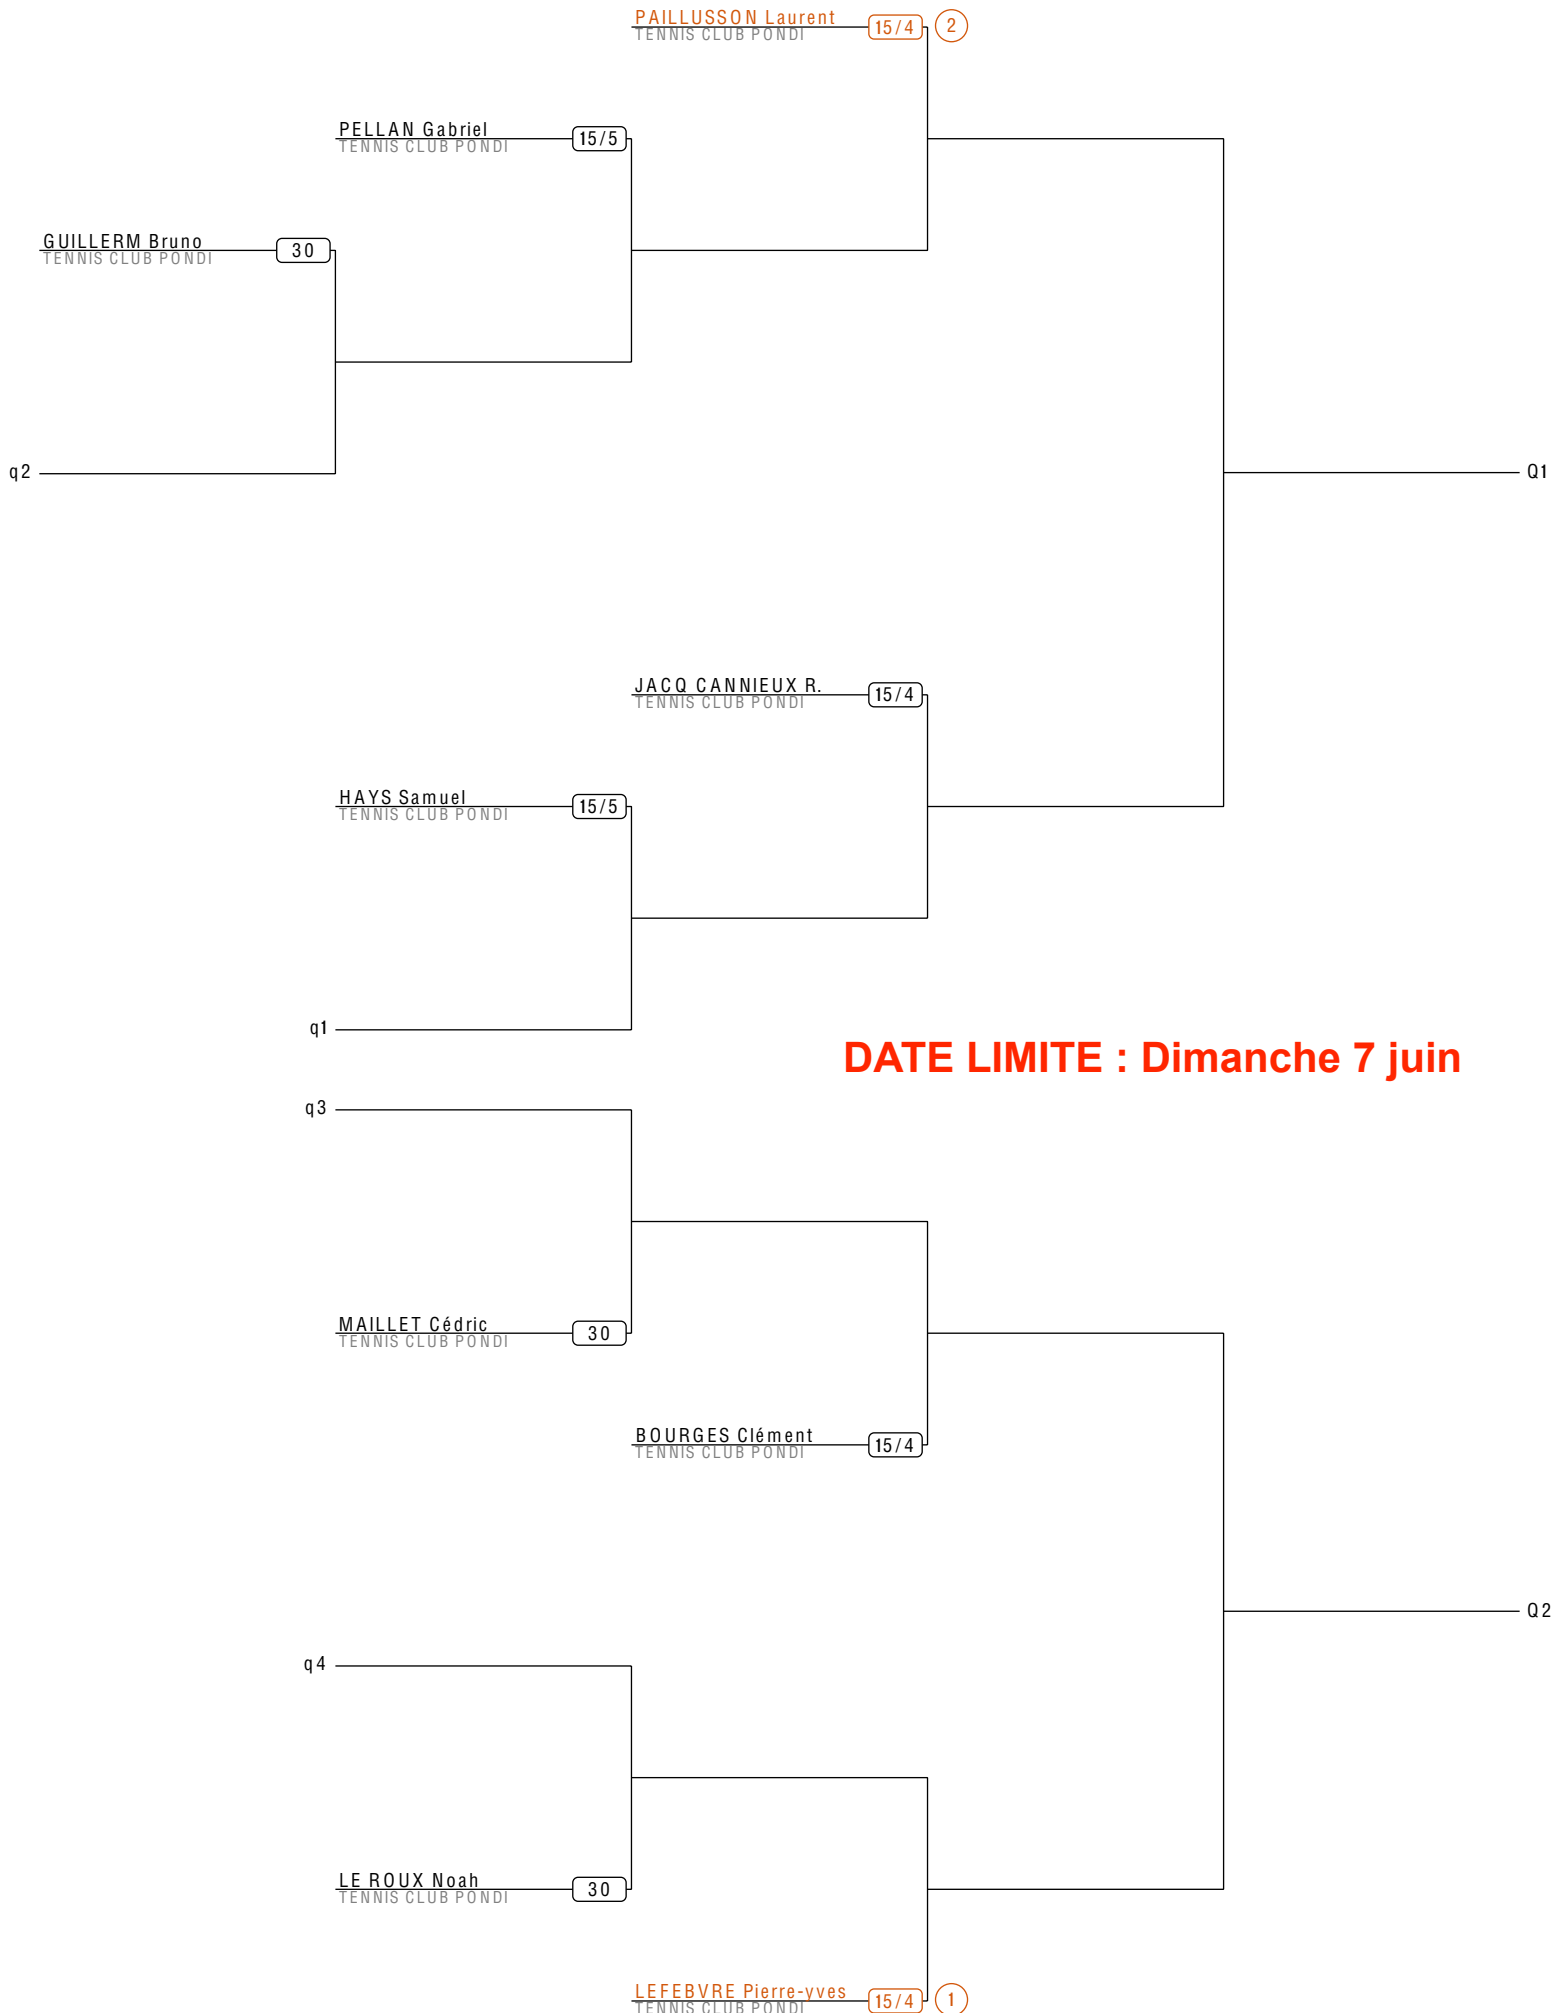 PAILLUSSON Laurent 15/4 2
TENNIS CLUB PONDI
PELLAN Gabriel 15/5
TENNIS CLUB PONDI
GUILLERM Bruno 30
TENNIS CLUB PONDI
q2
Q1
JACQ CANNIEUX R. 15/4
TENNIS CLUB PONDI
HAYS Samuel 15/5
TENNIS CLUB PONDI
q1
DATE LIMITE : Dimanche 7 juin
q3
MAILLET Cédric 30
TENNIS CLUB PONDI
BOURGES Clément 15/4
TENNIS CLUB PONDI
Q2
q4
LE ROUX Noah 30
TENNIS CLUB PONDI
LEFEBVRE Pierre-yves 15/4 1
TENNIS CLUB PONDI